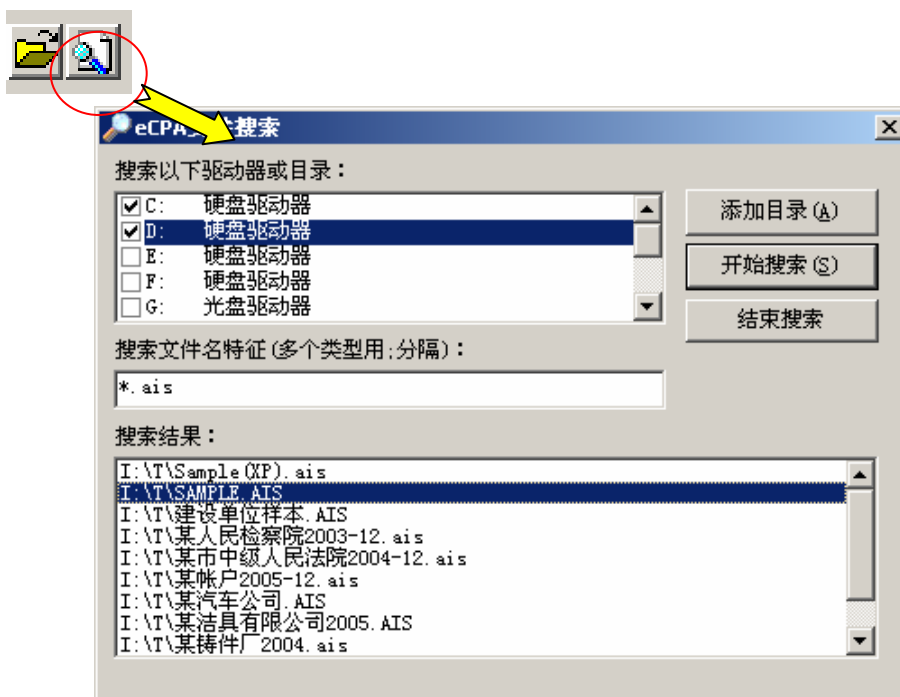 eCPA 搜索
搜索以下驱动器或目录：
C: 硬盘驱动器
D: 硬盘驱动器
E: 硬盘驱动器
F: 硬盘驱动器
G: 光盘驱动器
添加目录(A)
开始搜索(S)
结束搜索
搜索文件名特征(多个类型用;分隔)：
*.ais
搜索结果：
I:\T\Sample(XP).ais
I:\T\SAMPLE.AIS
I:\T\建设单位样本.AIS
I:\T\某人民检察院2003-12.ais
I:\T\某市中级人民法院2004-12.ais
I:\T\某帐户2005-12.ais
I:\T\某汽车公司.AIS
I:\T\某洁具有限公司2005.AIS
I:\T\某铸件厂2004.ais